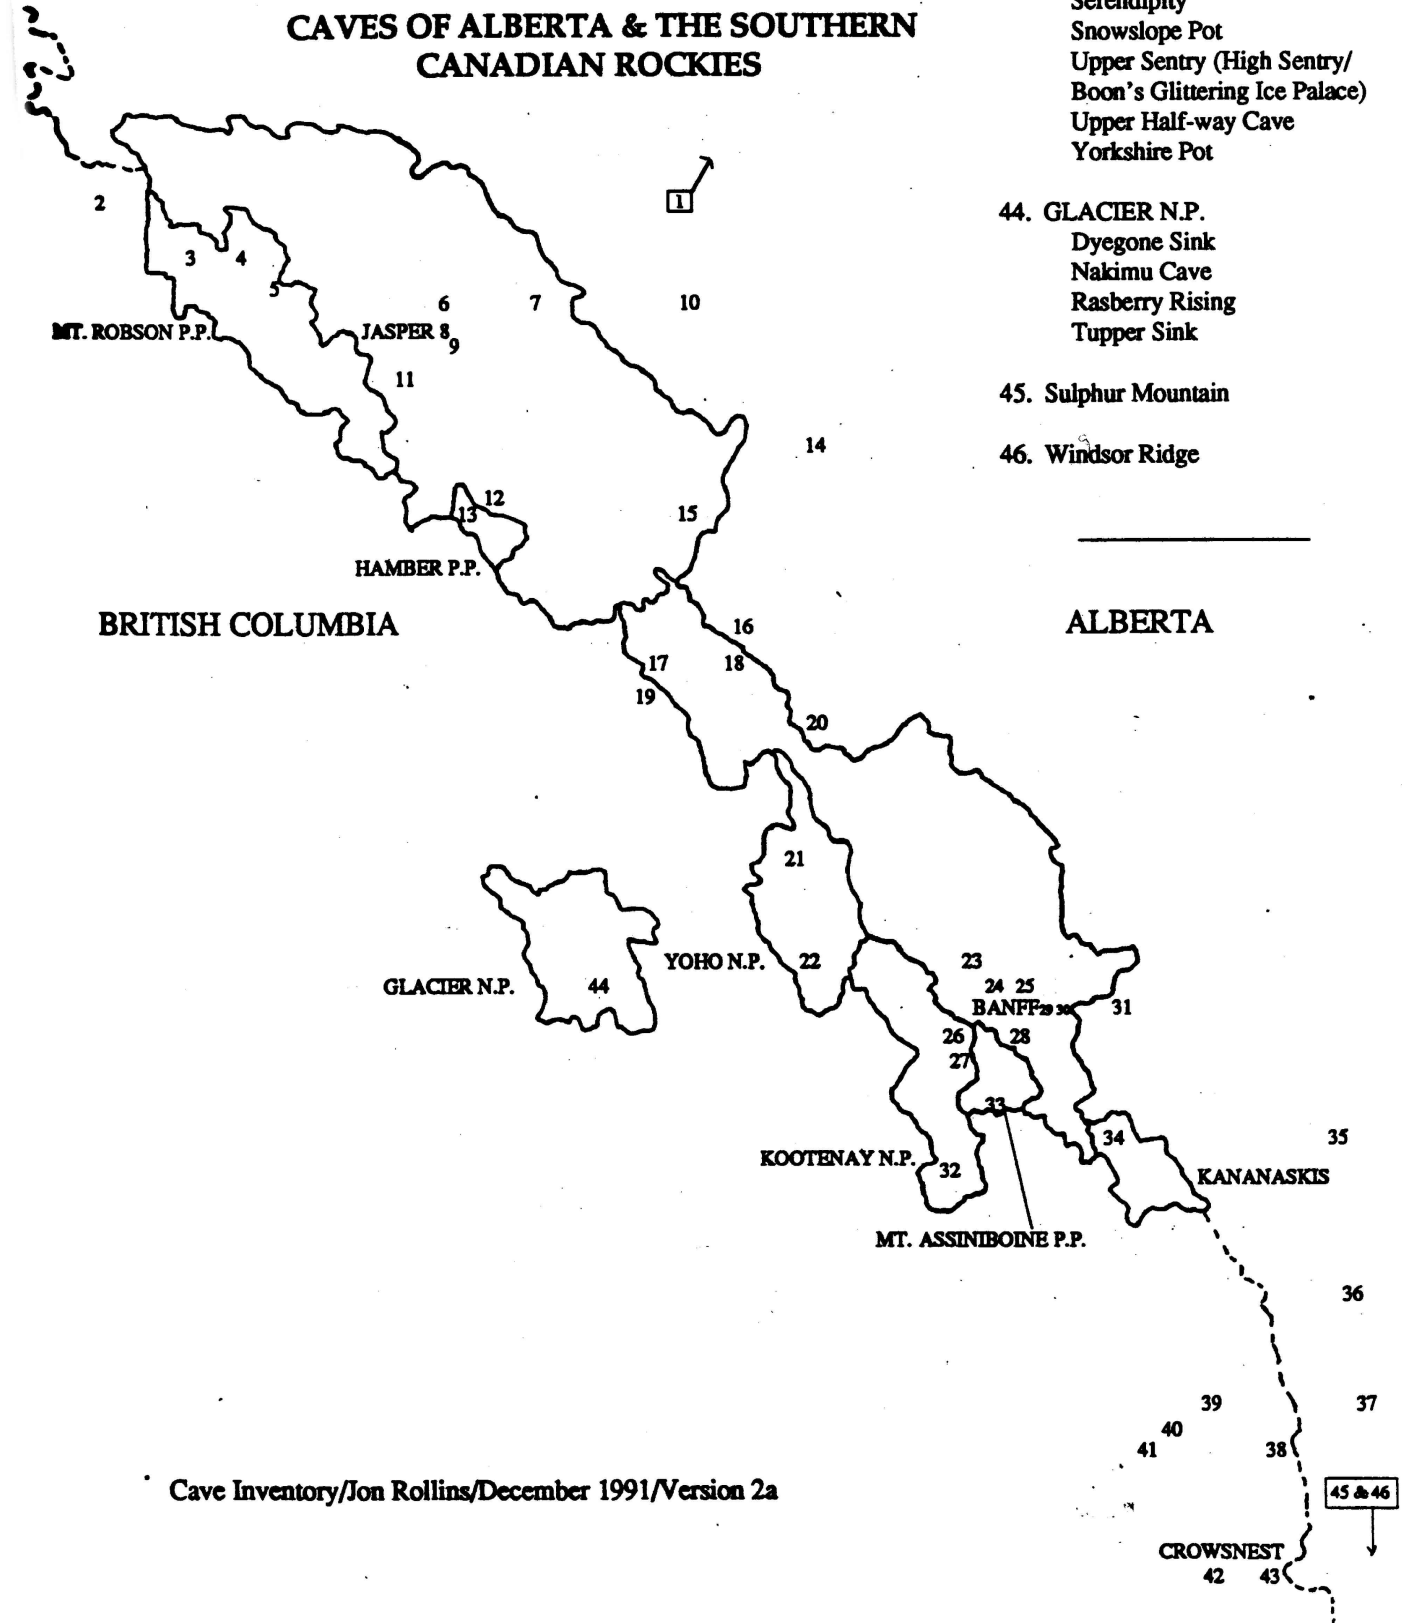 CAVES OF ALBERTA & THE SOUTHERN
CANADIAN ROCKIES
Serendipity
Snowslope Pot
Upper Sentry (High Sentry/
Boon's Glittering Ice Palace)
Upper Half-way Cave
Yorkshire Pot
44. GLACIER N.P.
Dyegone Sink
Nakimu Cave
Rasberry Rising
Tupper Sink
45. Sulphur Mountain
46. Windsor Ridge
1
2
3 4
5
6 7 10
MT. ROBSON P.P. JASPER 8
9
11
14
12
13 15
HAMBER P.P.
BRITISH COLUMBIA ALBERTA
16
17 18
19
20
21
YOHO N.P. 22 23
GLACIER N.P. 44 24 25
BANFF 29 30 31
26 28
27
33
34 35
KOOTENAY N.P. 32 KANANASKIS
MT. ASSINIBOINE P.P.
36
39 37
40
41 38
Cave Inventory/Jon Rollins/December 1991/Version 2a
45 & 46
CROWSNEST
42 43